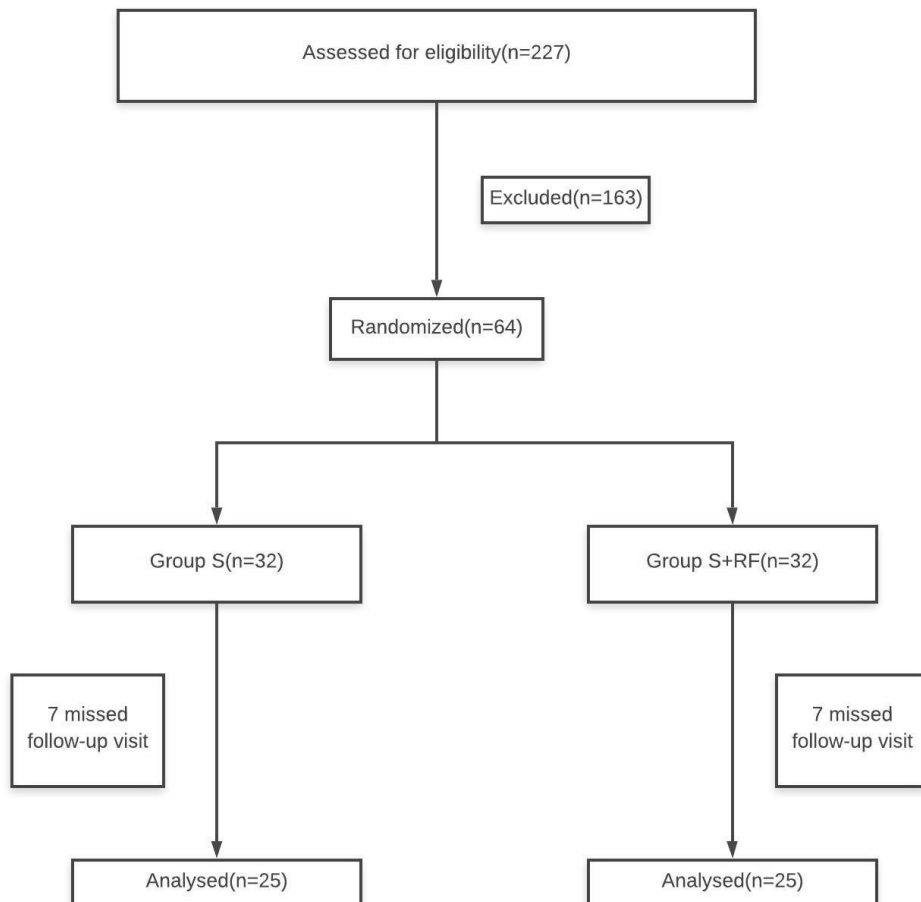 Assessed for eligibility(n=227)
Excluded(n=163)
Randomized(n=64)
Group S(n=32)
Group S+RF(n=32)
7 missed
follow-up visit
7 missed
follow-up visit
Analysed(n=25)
Analysed(n=25)